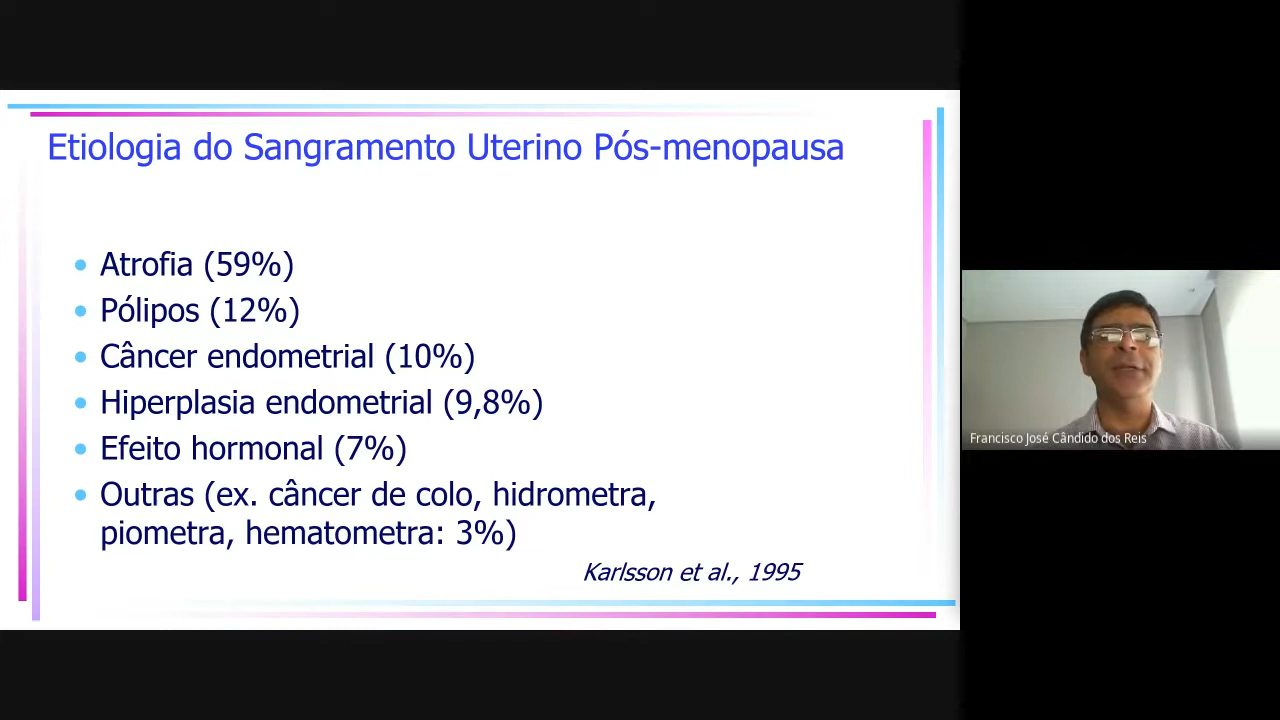 Etiologia do Sangramento Uterino Pós-menopausa
• Atrofia (59%)
• Pólipos (12%)
• Câncer endometrial (10%)
• Hiperplasia endometrial (9,8%)
• Efeito hormonal (7%)
• Outras (ex. câncer de colo, hidrometra,
piometra, hematometra: 3%)
Karlsson et al., 1995
Francisco José Cândido dos Reis